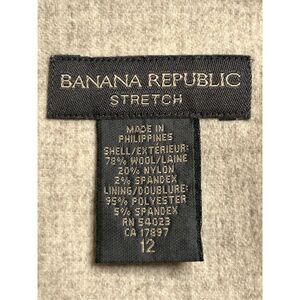 BANANA REPUBLIC
STRETCH
MADE IN
PHILIPPINES
SHELL/EXTÉRIEUR:
78% WOOL/LAINE
20% NYLON
2% SPANDEX
LINING/DOUBLURE:
95% POLYESTER
5% SPANDEX
RN 54023
CA 17897
12